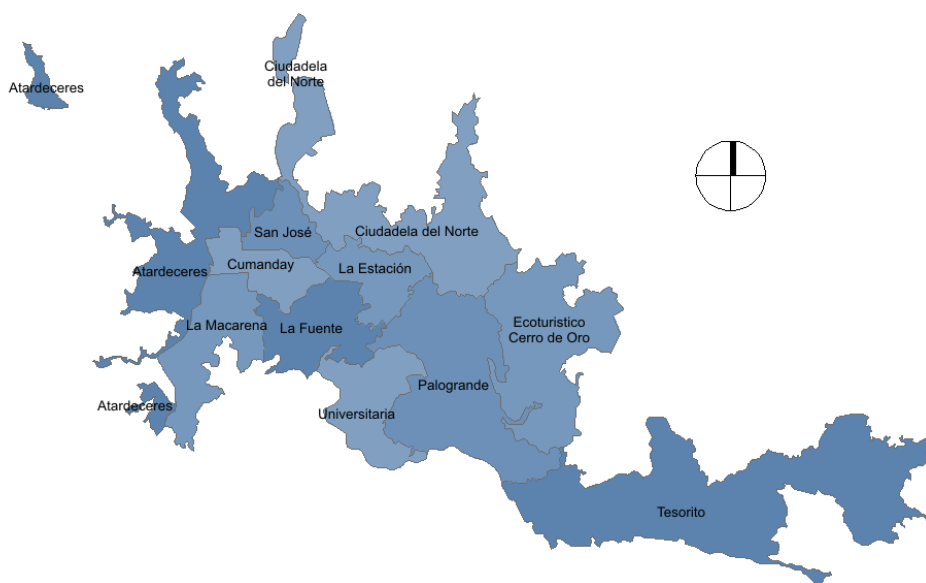 Ciudadela
del Norte
Atardeceres
San José
Ciudadela del Norte
Cumanday
La Estación
Atardeceres
La Macarena
La Fuente
Ecoturistico
Cerro de Oro
Palogrande
Atardeceres
Universitaria
Tesorito